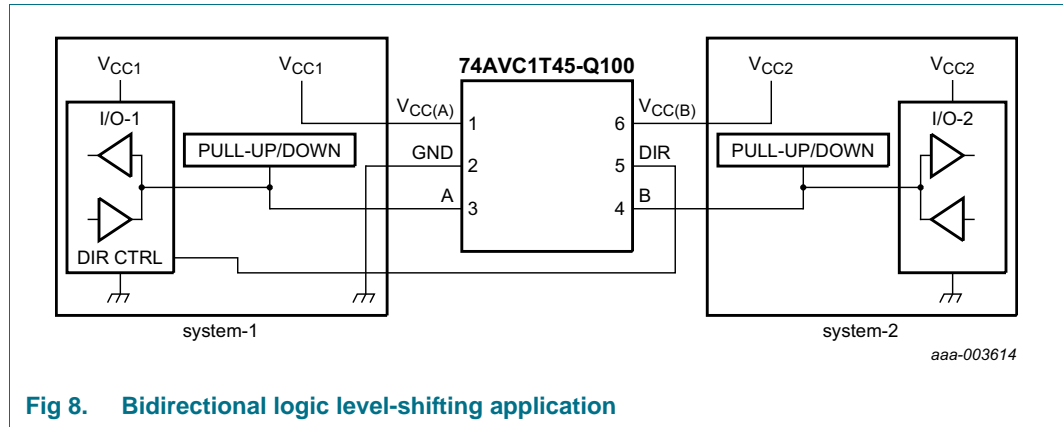 74AVC1T45-Q100
VCC1
VCC1
VCC(A)
VCC(B)
VCC2
VCC2
I/O-1
1
6
I/O-2
PULL-UP/DOWN
GND
2
5
DIR
PULL-UP/DOWN
A
3
4
B
DIR CTRL
system-1
system-2
aaa-003614
Fig 8. Bidirectional logic level-shifting application